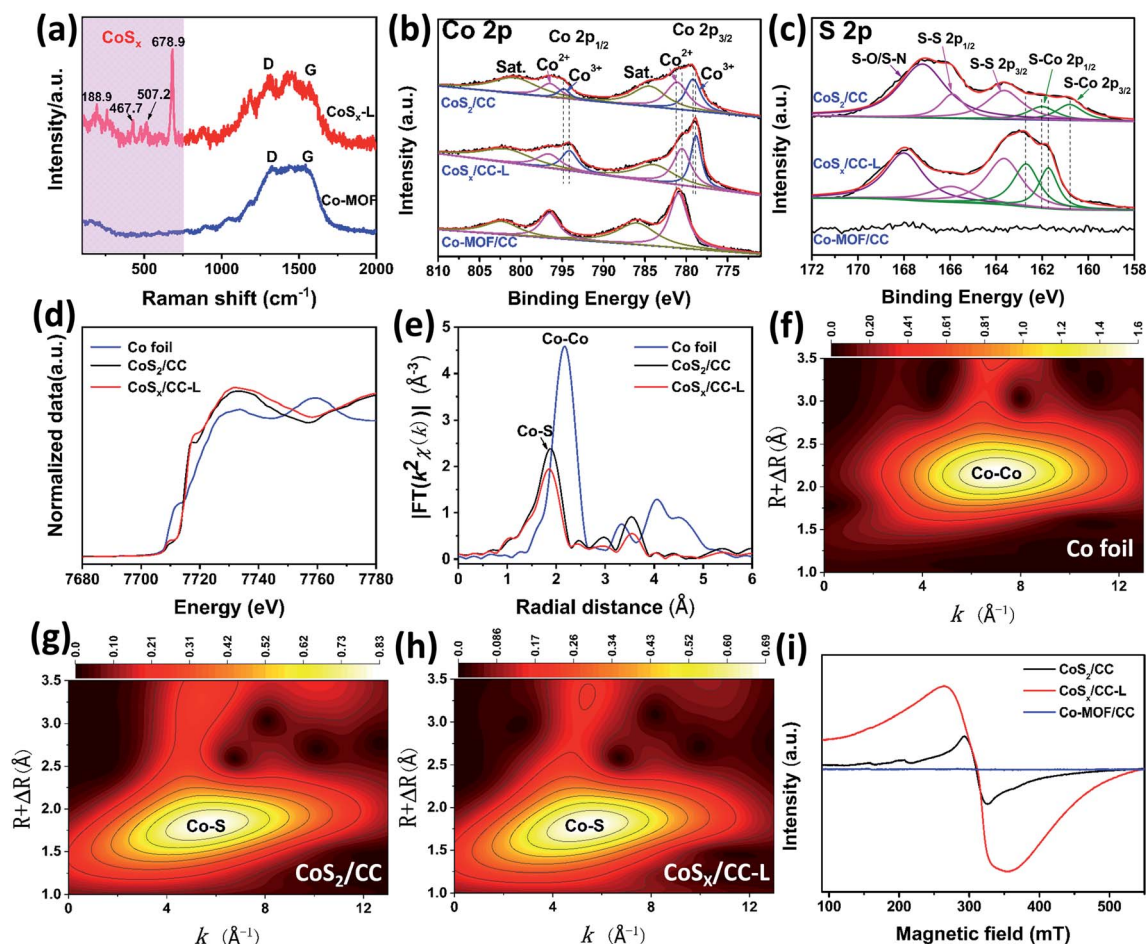 (a)
CoSₓ
678.9
188.9
467.7
507.2
D
G
CoSₓ-L
D
G
Co-MOF
Intensity/a.u.
500
1000
1500
2000
Raman shift (cm⁻¹)
(b)
Co 2p
Co 2p₁/₂
Co 2p₃/₂
Sat.
Co²⁺
Co³⁺
Sat.
Co²⁺
Co³⁺
CoS₂/CC
CoSₓ/CC-L
Co-MOF/CC
Intensity (a.u.)
810 805 800 795 790 785 780 775
Binding Energy (eV)
(c)
S 2p
S-O/S-N
S-S 2p₁/₂
S-S 2p₃/₂
S-Co 2p₁/₂
S-Co 2p₃/₂
CoS₂/CC
CoSₓ/CC-L
Co-MOF/CC
Intensity (a.u.)
172 170 168 166 164 162 160 158
Binding Energy (eV)
(d)
Co foil
CoS₂/CC
CoSₓ/CC-L
Normalized data(a.u.)
7680 7700 7720 7740 7760 7780
Energy (eV)
(e)
Co-Co
Co-S
Co foil
CoS₂/CC
CoSₓ/CC-L
|FT(k²χ(k))| (Å⁻³)
5
4
3
2
1
0
0 1 2 3 4 5 6
Radial distance (Å)
(f)
0.0 0.20 0.41 0.61 0.81 1.0 1.2 1.4 1.6
3.5
3.0
2.5
2.0
1.5
1.0
R+ΔR (Å)
Co-Co
Co foil
0 4 8 12
k (Å⁻¹)
(g)
0.0 0.10 0.21 0.31 0.42 0.52 0.63 0.73 0.83
3.5
3.0
2.5
2.0
1.5
1.0
R+ΔR (Å)
Co-S
CoS₂/CC
0 4 8 12
k (Å⁻¹)
(h)
0.0 0.086 0.17 0.26 0.34 0.43 0.52 0.60 0.69
3.5
3.0
2.5
2.0
1.5
1.0
R+ΔR (Å)
Co-S
CoSₓ/CC-L
0 4 8 12
k (Å⁻¹)
(i)
CoS₂/CC
CoSₓ/CC-L
Co-MOF/CC
Intensity (a.u.)
100 200 300 400 500
Magnetic field (mT)